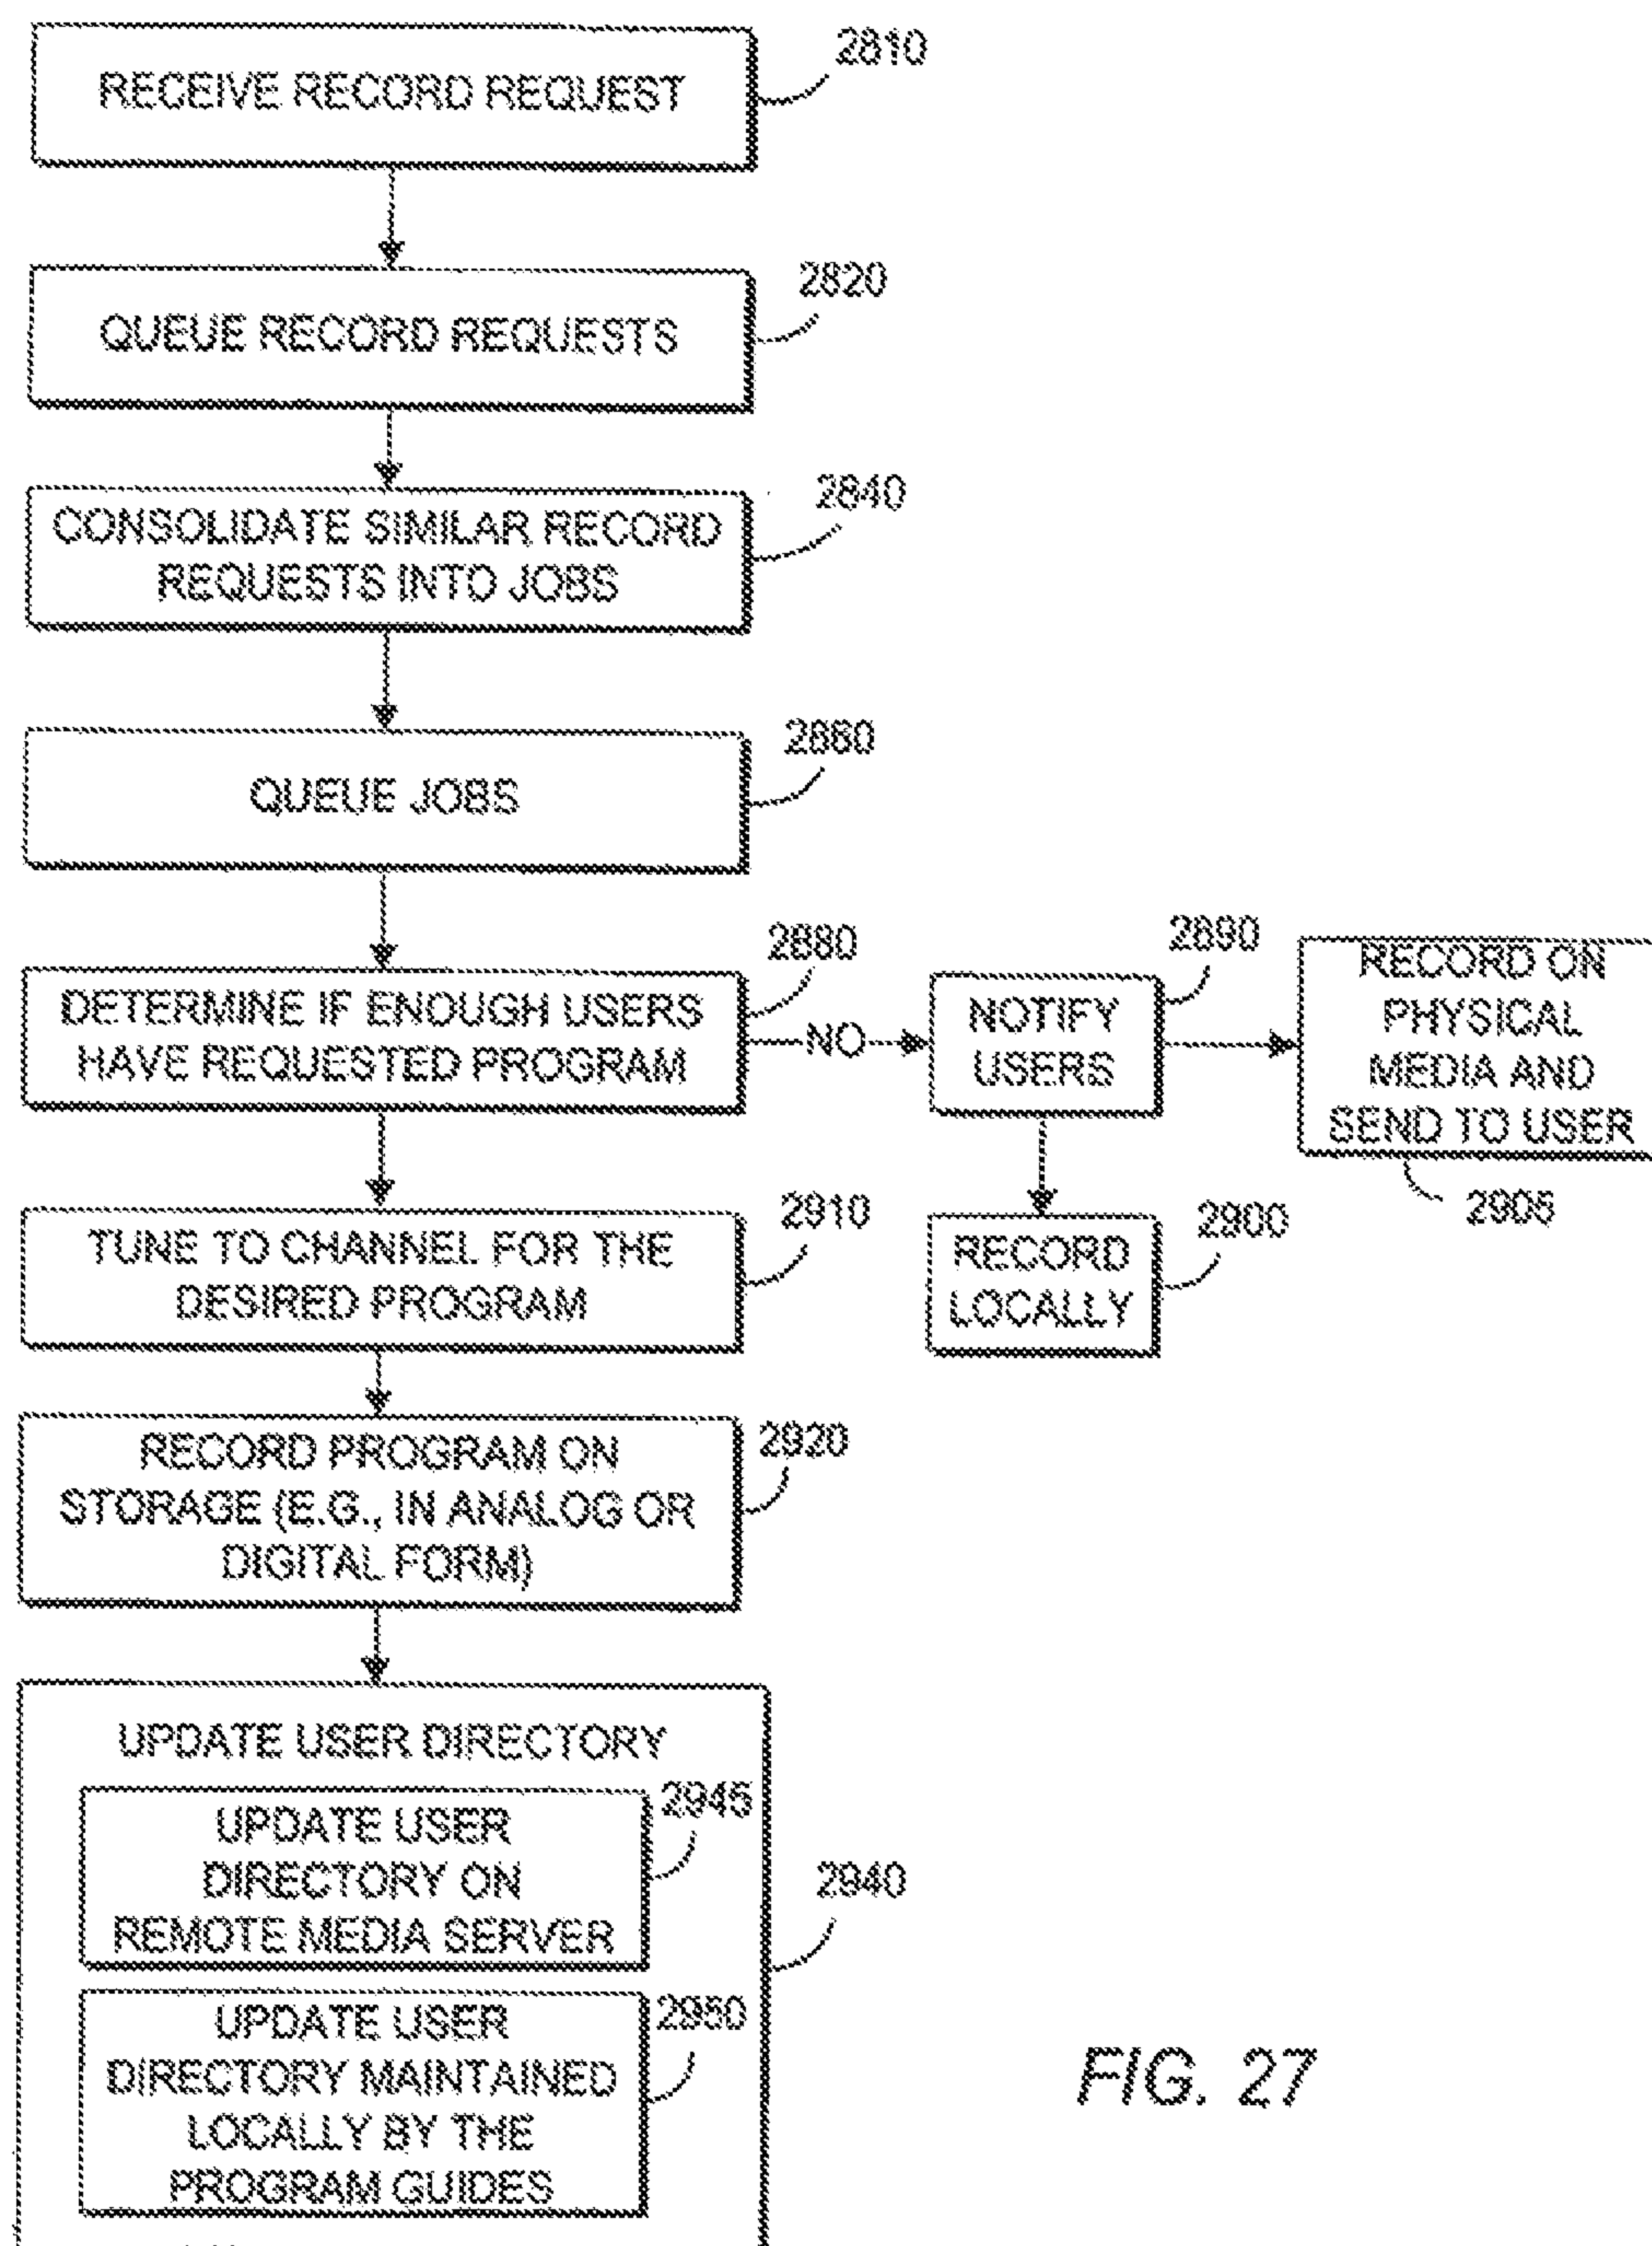 RECEIVE RECORD REQUEST
2810
QUEUE RECORD REQUESTS
2820
CONSOLIDATE SIMILAR RECORD
REQUESTS INTO JOBS
2840
QUEUE JOBS
2860
DETERMINE IF ENOUGH USERS
HAVE REQUESTED PROGRAM
2880
NO
NOTIFY
USERS
2890
RECORD ON
PHYSICAL
MEDIA AND
SEND TO USER
2905
RECORD
LOCALLY
2900
TUNE TO CHANNEL FOR THE
DESIRED PROGRAM
2910
RECORD PROGRAM ON
STORAGE (E.G., IN ANALOG OR
DIGITAL FORM)
2920
UPDATE USER DIRECTORY
2940
UPDATE USER
DIRECTORY ON
REMOTE MEDIA SERVER
2945
UPDATE USER
DIRECTORY MAINTAINED
LOCALLY BY THE
PROGRAM GUIDES
2950
FIG. 27